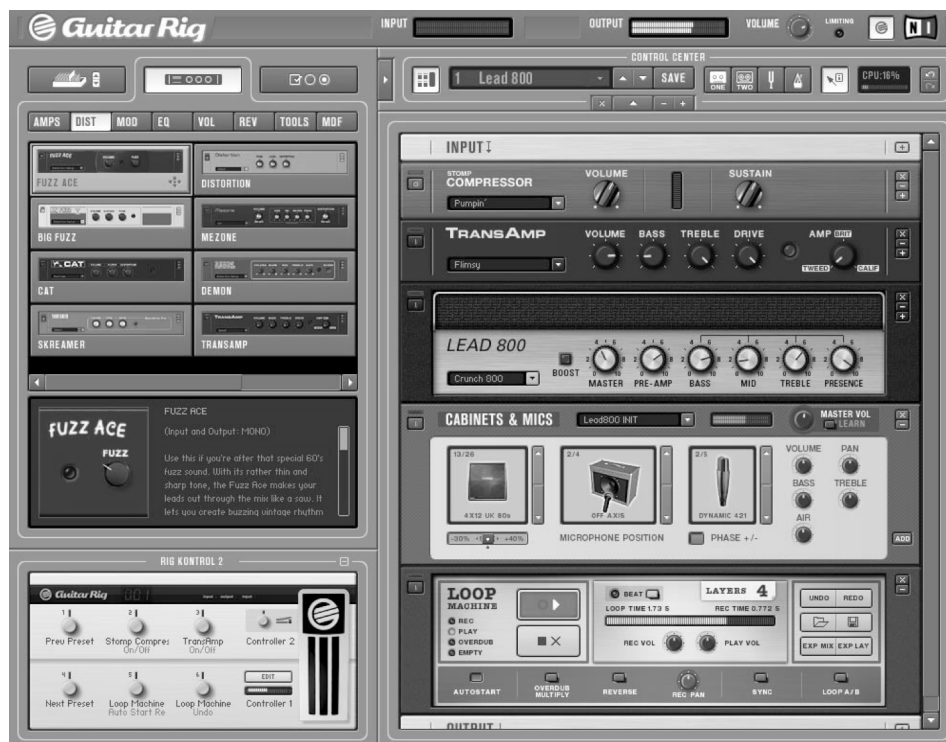 Guitar Rig
INPUT
OUTPUT
VOLUME
LIMITING
NI
CONTROL CENTER
1 Lead 800
SAVE
ONE
TWO
CPU:16%
AMPS DIST MOD EQ VOL REV TOOLS MDF
FUZZ ACE
DISTORTION
BIG FUZZ
MEZONE
CAT
DEMON
SKREAMER
TRANSAMP
FUZZ ACE
FUZZ
FUZZ ACE
(Input and Output: MONO)
Use this if you're after that special 60's
fuzz sound. With its rather thin and
sharp tone, the Fuzz Ace makes your
leads cut through the mix like a saw. It
lets you create buzzing vintage rhythm
RIG KONTROL 2
Guitar Rig
001
1 2 3 4
Prev Preset Stomp Compres TransAmp Controller 2
On/Off On/Off
4 5 6 EDIT
Next Preset Loop Machine Loop Machine Controller 1
Auto Start Re Undo
INPUT
STOMP
COMPRESSOR
Pumpin'
VOLUME SUSTAIN
TRANSAMP
Flimsy
VOLUME BASS TREBLE DRIVE
AMP BRIT
TWEED CALIF
LEAD 800
Crunch 800
BOOST
MASTER PRE-AMP BASS MID TREBLE PRESENCE
CABINETS & MICS
Lead800 INIT
MASTER VOL
LEARN
13/26
4X12 UK 80s
-20% +40%
2/4
OFF AXIS
MICROPHONE POSITION
2/5
DYNAMIC 421
PHASE +/-
VOLUME PAN
BASS TREBLE
AIR
ADD
LOOP
MACHINE
REC
PLAY
OVERDUB
EMPTY
BEAT
LAYERS 4
LOOP TIME 1.73 S REC TIME 0.772 S
REC VOL PLAY VOL
UNDO REDO
EXP MIX EXP LAY
AUTOSTART
OVERDUB
MULTIPLY
REVERSE
REC PAN
SYNC
LOOP A/B
OUTPUT